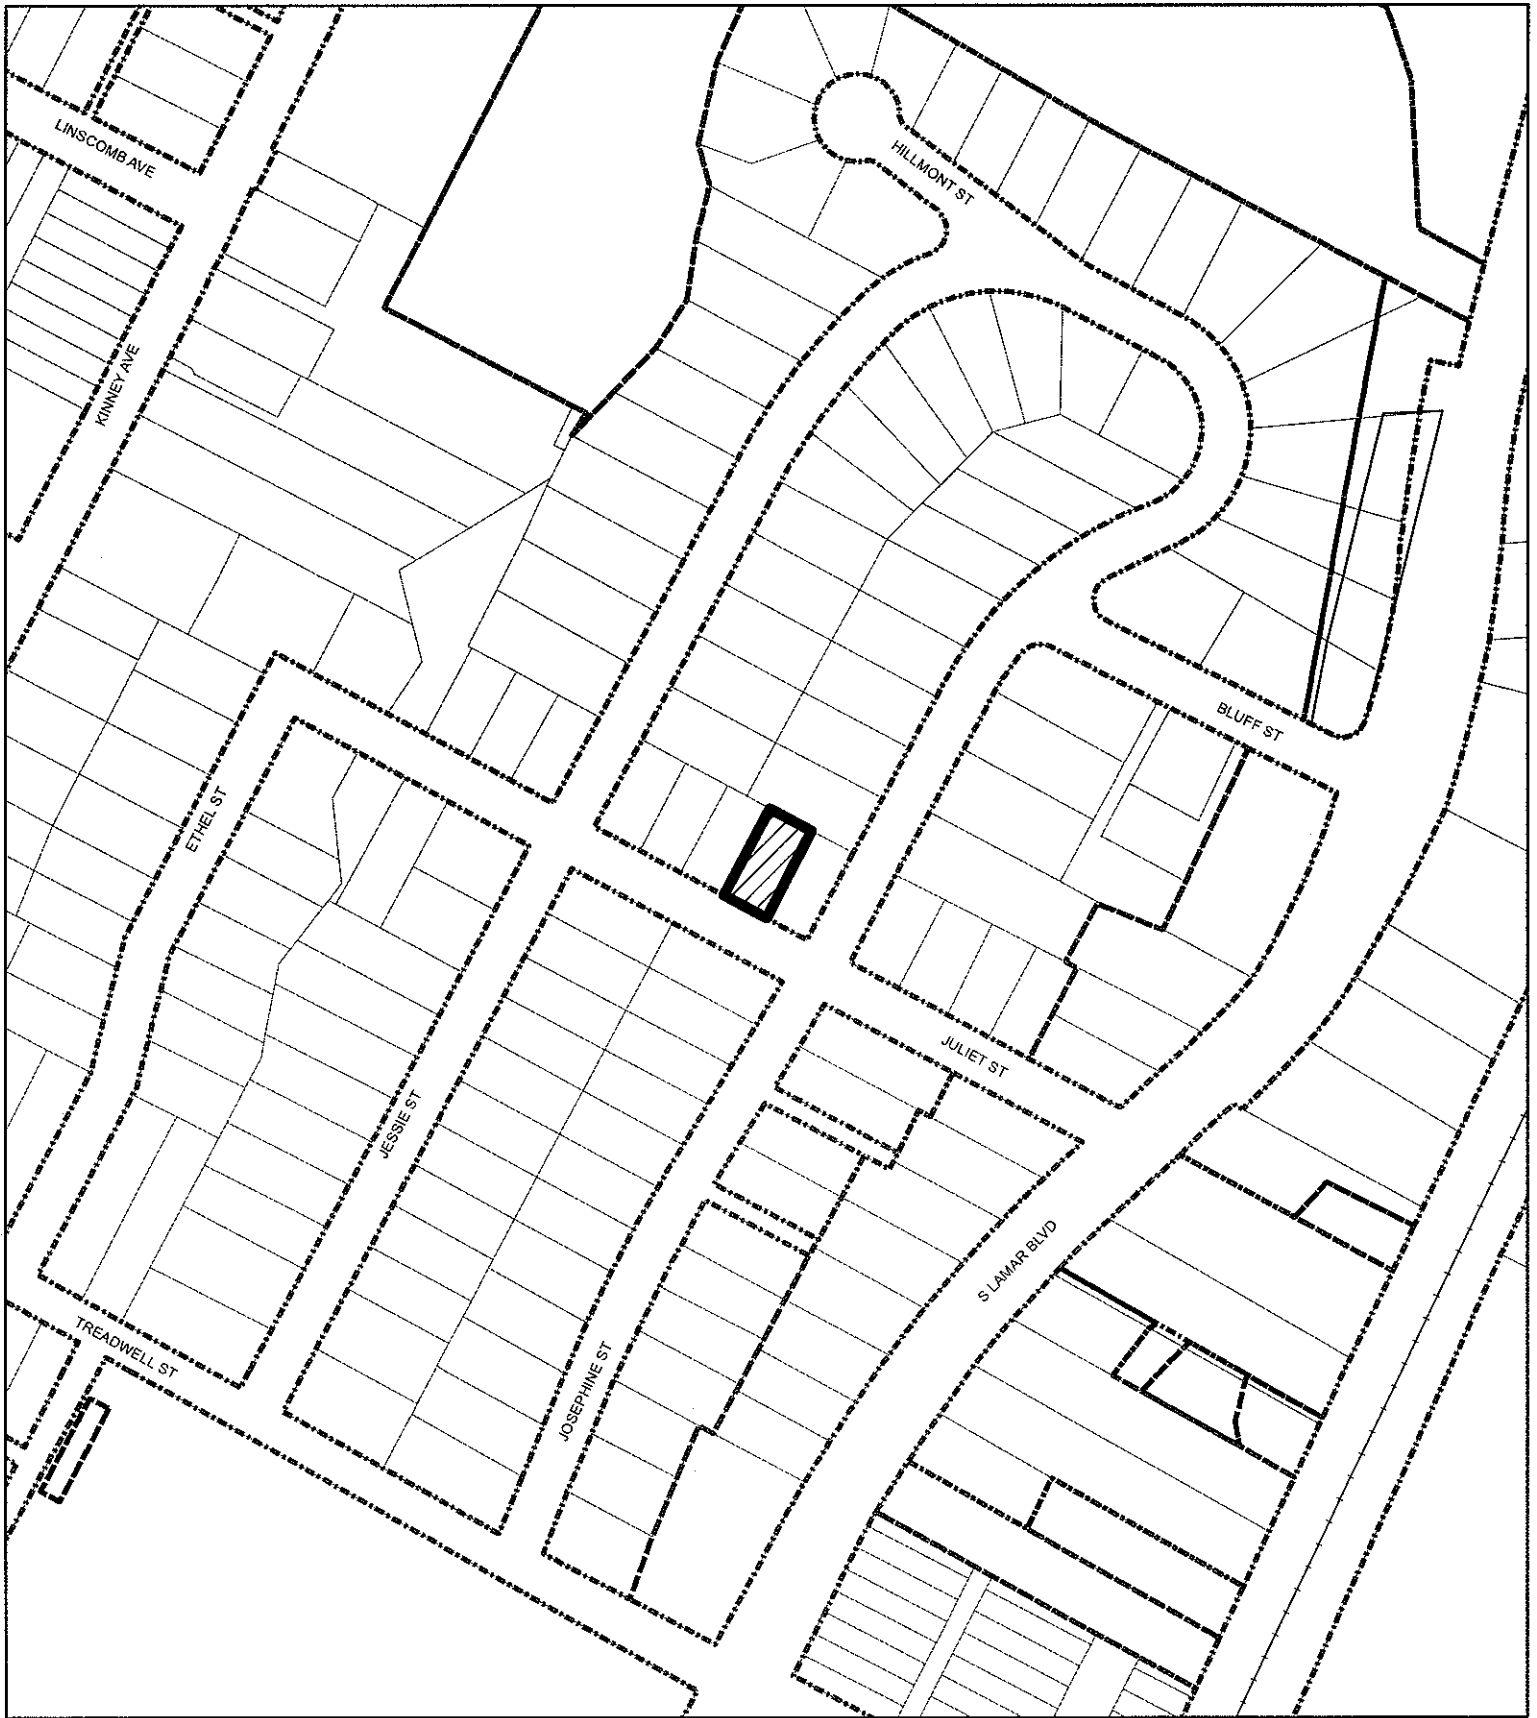 LINSCOMB AVE
HILLMONT ST
KINNEY AVE
BLUFF ST
ETHEL ST
JULIET ST
JESSIE ST
S LAMAR BLVD
TREADWELL ST
JOSEPHINE ST